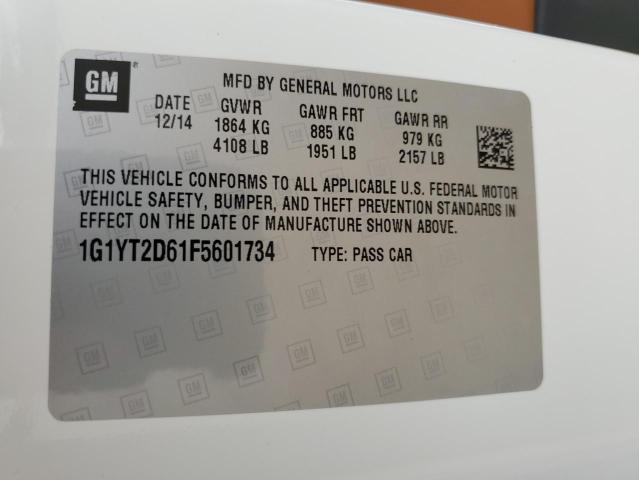 GM ®
MFD BY GENERAL MOTORS LLC
DATE GVWR GAWR FRT GAWR RR
12/14 1864 KG 885 KG 979 KG
4108 LB 1951 LB 2157 LB
THIS VEHICLE CONFORMS TO ALL APPLICABLE U.S. FEDERAL MOTOR
VEHICLE SAFETY, BUMPER, AND THEFT PREVENTION STANDARDS IN
EFFECT ON THE DATE OF MANUFACTURE SHOWN ABOVE.
1G1YT2D61F5601734 TYPE: PASS CAR